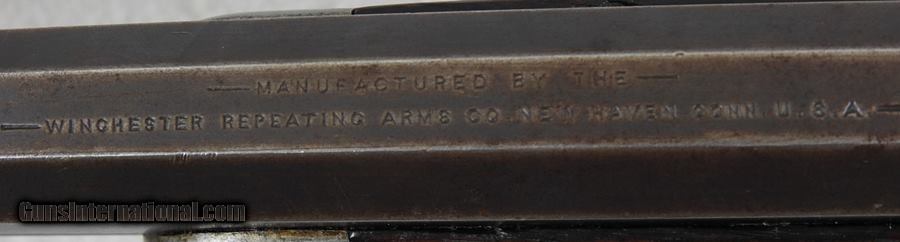 — MANUFACTURED BY THE —
— WINCHESTER REPEATING ARMS CO. NEW HAVEN CONN. U.S.A. —
GunsInternational.com